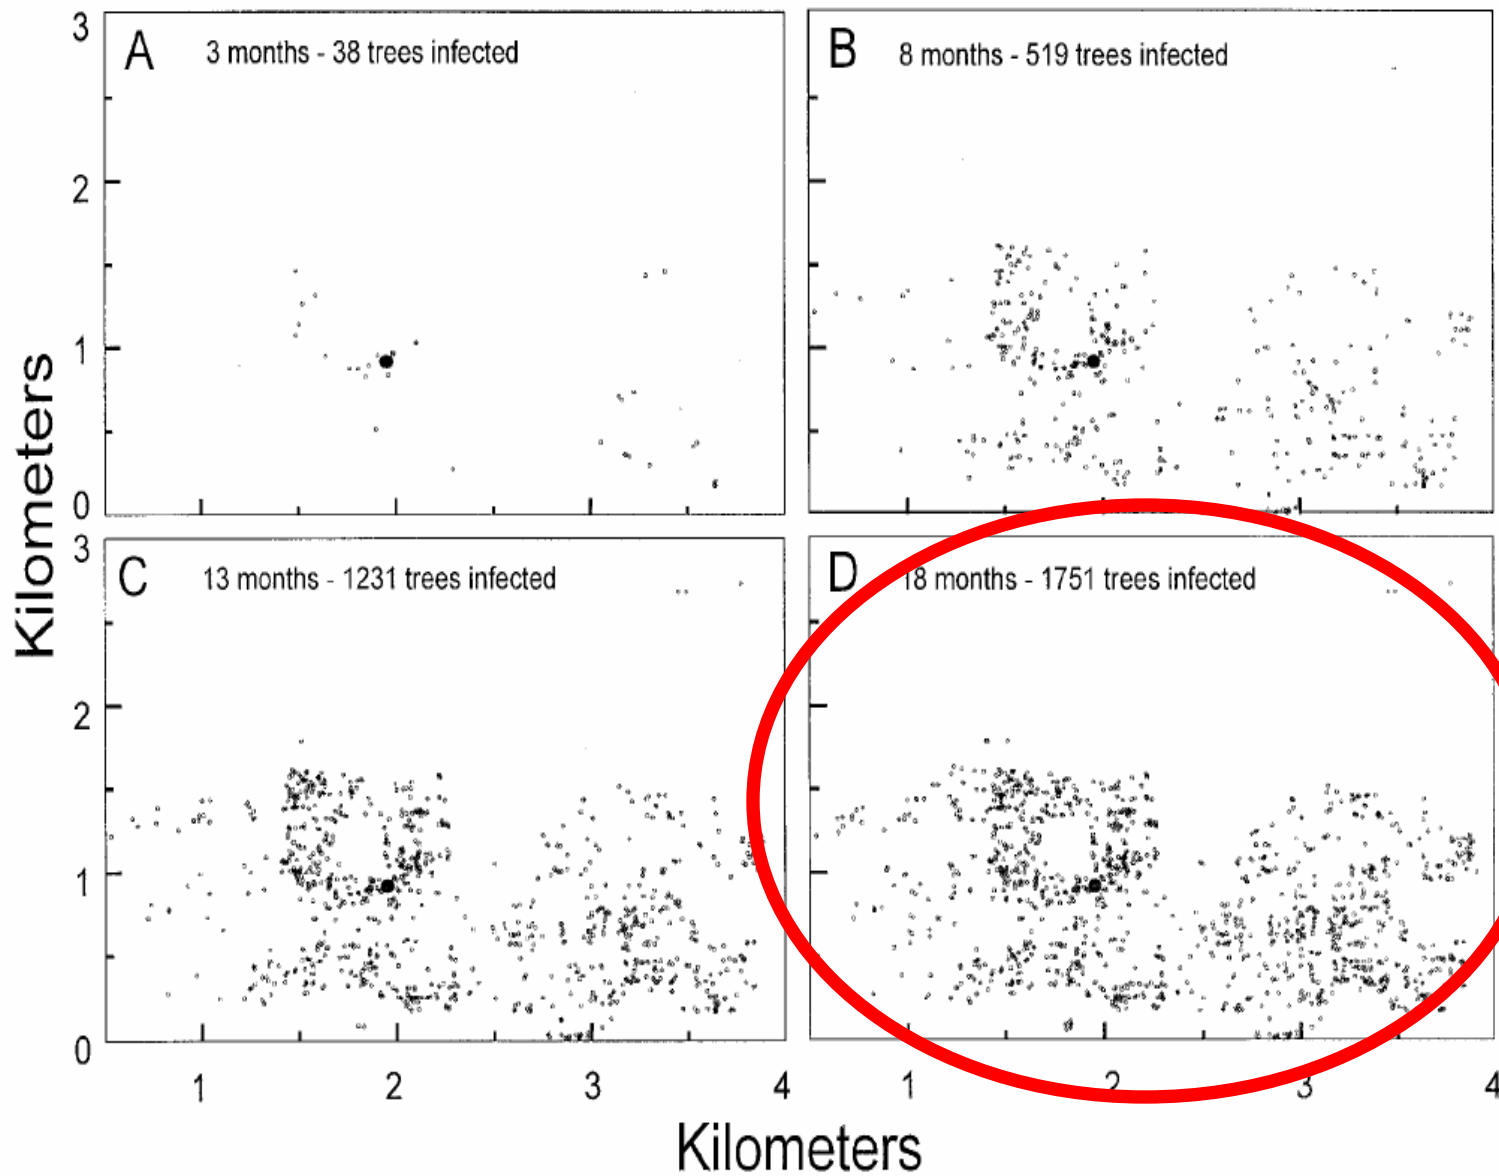 A 3 months - 38 trees infected
B 8 months - 519 trees infected
3
2
1
0
Kilometers
C 13 months - 1231 trees infected
D 18 months - 1751 trees infected
3
2
1
0
1 2 3 4
1 2 3 4
Kilometers